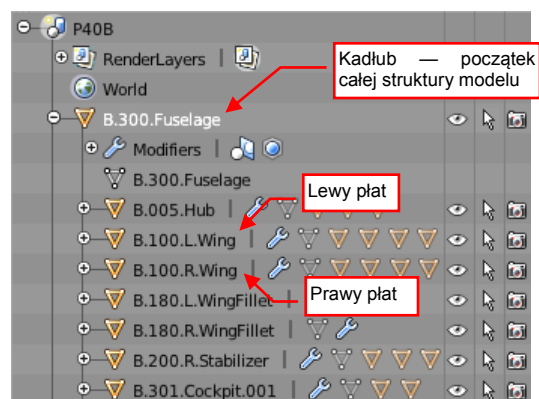 P40B
RenderLayers |
World
Kadłub — początek
całej struktury modelu
B.300.Fuselage
Modifiers |
B.300.Fuselage
Lewy płat
B.005.Hub |
B.100.L.Wing |
B.100.R.Wing |
Prawy płat
B.180.L.WingFillet
B.180.R.WingFillet |
B.200.R.Stabilizer |
B.301.Cockpit.001 |